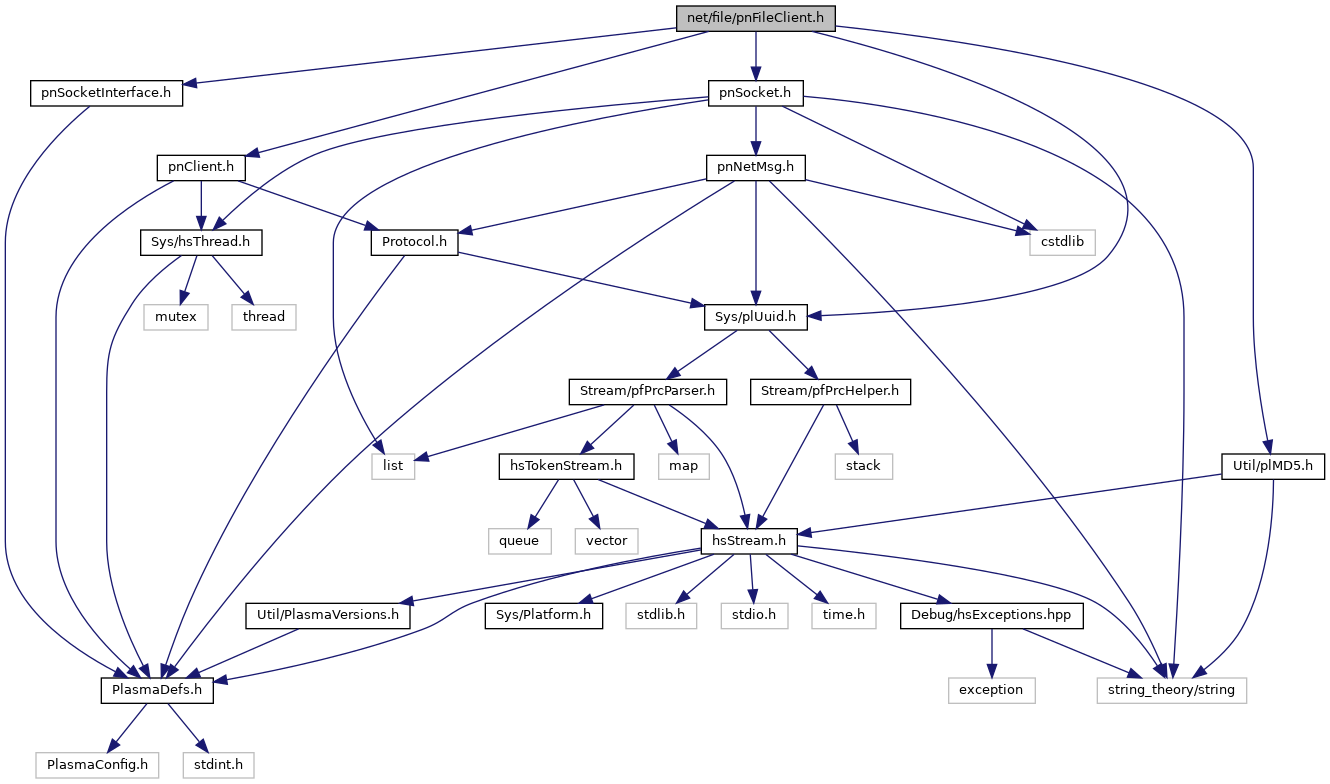 net/file/pnFileClient.h
pnSocketInterface.h
pnSocket.h
pnClient.h
pnNetMsg.h
Sys/hsThread.h
Protocol.h
cstdlib
mutex
thread
Sys/plUuid.h
Stream/pfPrcParser.h
Stream/pfPrcHelper.h
list
hsTokenStream.h
map
stack
Util/plMD5.h
queue
vector
hsStream.h
Util/PlasmaVersions.h
Sys/Platform.h
stdlib.h
stdio.h
time.h
Debug/hsExceptions.hpp
PlasmaDefs.h
exception
string_theory/string
PlasmaConfig.h
stdint.h